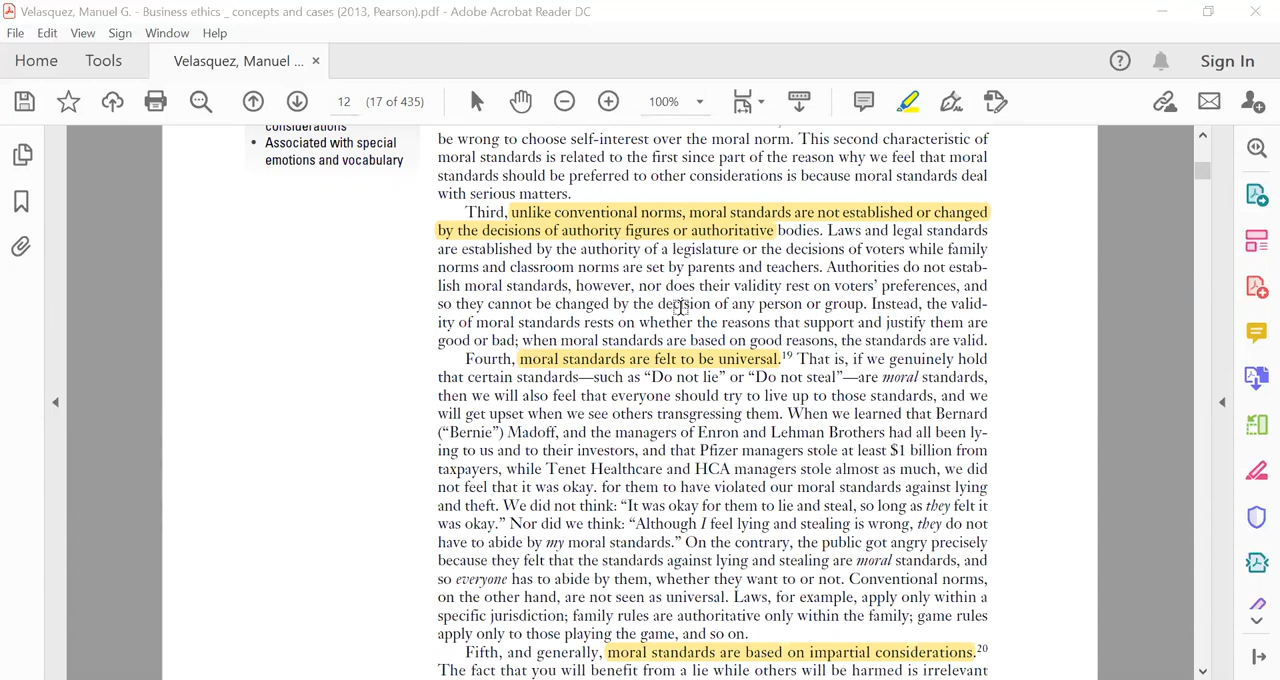 Velasquez, Manuel G. - Business ethics _ concepts and cases (2013, Pearson).pdf - Adobe Acrobat Reader DC
File Edit View Sign Window Help
Home Tools Velasquez, Manuel ... × Sign In
12 (17 of 435) 100%
considerations
• Associated with special
emotions and vocabulary
be wrong to choose self-interest over the moral norm. This second characteristic of
moral standards is related to the first since part of the reason why we feel that moral
standards should be preferred to other considerations is because moral standards deal
with serious matters.
Third, unlike conventional norms, moral standards are not established or changed
by the decisions of authority figures or authoritative bodies. Laws and legal standards
are established by the authority of a legislature or the decisions of voters while family
norms and classroom norms are set by parents and teachers. Authorities do not estab-
lish moral standards, however, nor does their validity rest on voters’ preferences, and
so they cannot be changed by the decision of any person or group. Instead, the valid-
ity of moral standards rests on whether the reasons that support and justify them are
good or bad; when moral standards are based on good reasons, the standards are valid.
Fourth, moral standards are felt to be universal.19 That is, if we genuinely hold
that certain standards—such as “Do not lie” or “Do not steal”—are moral standards,
then we will also feel that everyone should try to live up to those standards, and we
will get upset when we see others transgressing them. When we learned that Bernard
(“Bernie”) Madoff, and the managers of Enron and Lehman Brothers had all been ly-
ing to us and to their investors, and that Pfizer managers stole at least $1 billion from
taxpayers, while Tenet Healthcare and HCA managers stole almost as much, we did
not feel that it was okay. for them to have violated our moral standards against lying
and theft. We did not think: “It was okay for them to lie and steal, so long as they felt it
was okay.” Nor did we think: “Although I feel lying and stealing is wrong, they do not
have to abide by my moral standards.” On the contrary, the public got angry precisely
because they felt that the standards against lying and stealing are moral standards, and
so everyone has to abide by them, whether they want to or not. Conventional norms,
on the other hand, are not seen as universal. Laws, for example, apply only within a
specific jurisdiction; family rules are authoritative only within the family; game rules
apply only to those playing the game, and so on.
Fifth, and generally, moral standards are based on impartial considerations.20
The fact that you will benefit from a lie while others will be harmed is irrelevant